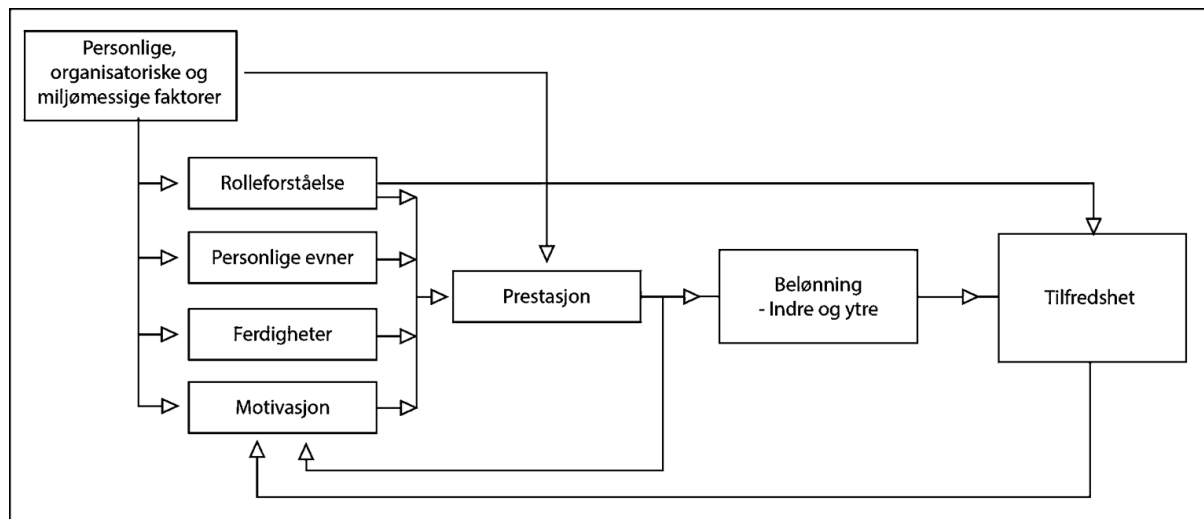 Personlige,
organisatoriske og
miljømessige faktorer
Rolleforståelse
Personlige evner
Ferdigheter
Motivasjon
Prestasjon
Belønning
- Indre og ytre
Tilfredshet